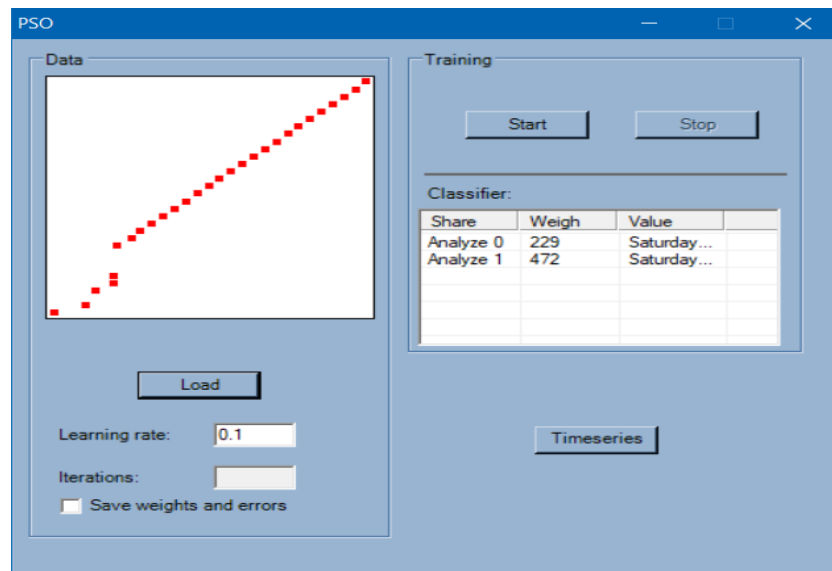 PSO
Data
Load
Learning rate: 0.1
Iterations:
Save weights and errors
Training
Start Stop
Classifier:
Share Weigh Value
Analyze 0 229 Saturday...
Analyze 1 472 Saturday...
Timeseries